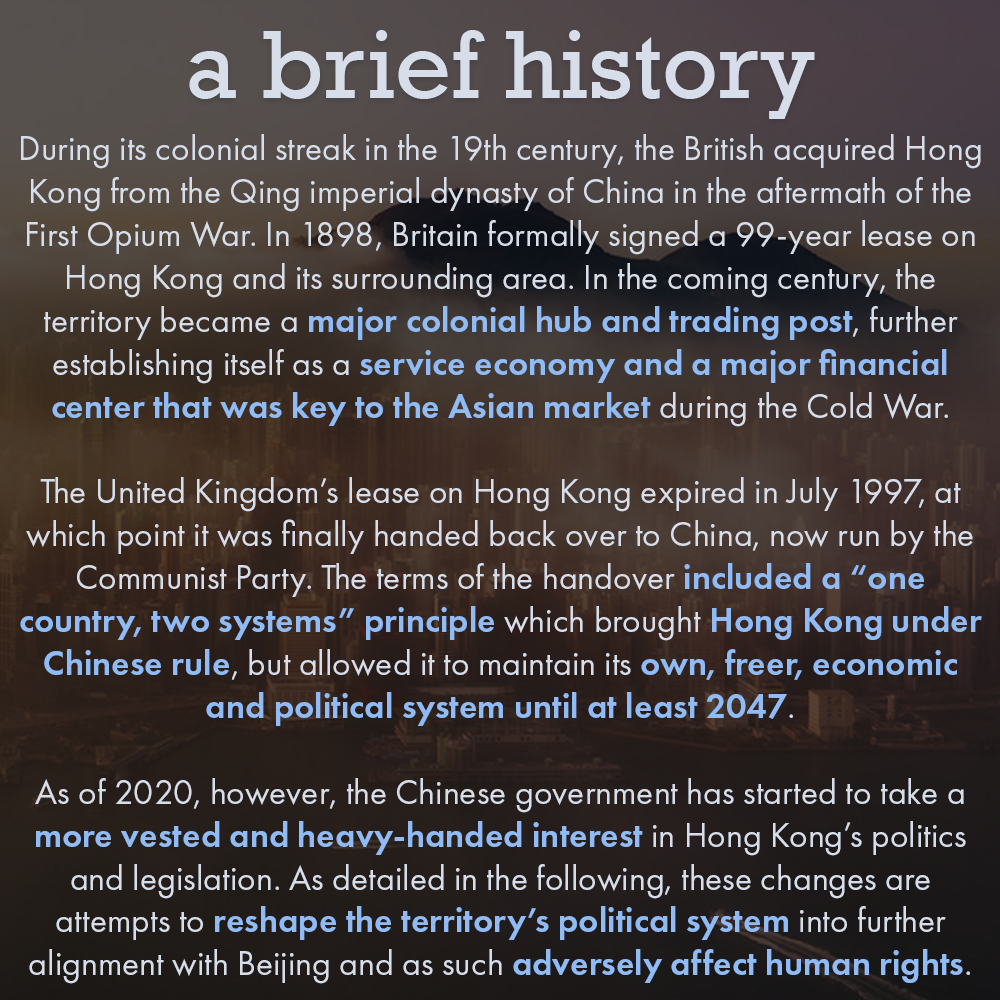 a brief history
During its colonial streak in the 19th century, the British acquired Hong
Kong from the Qing imperial dynasty of China in the aftermath of the
First Opium War. In 1898, Britain formally signed a 99-year lease on
Hong Kong and its surrounding area. In the coming century, the
territory became a major colonial hub and trading post, further
establishing itself as a service economy and a major financial
center that was key to the Asian market during the Cold War.
The United Kingdom’s lease on Hong Kong expired in July 1997, at
which point it was finally handed back over to China, now run by the
Communist Party. The terms of the handover included a “one
country, two systems” principle which brought Hong Kong under
Chinese rule, but allowed it to maintain its own, freer, economic
and political system until at least 2047.
As of 2020, however, the Chinese government has started to take a
more vested and heavy-handed interest in Hong Kong’s politics
and legislation. As detailed in the following, these changes are
attempts to reshape the territory’s political system into further
alignment with Beijing and as such adversely affect human rights.